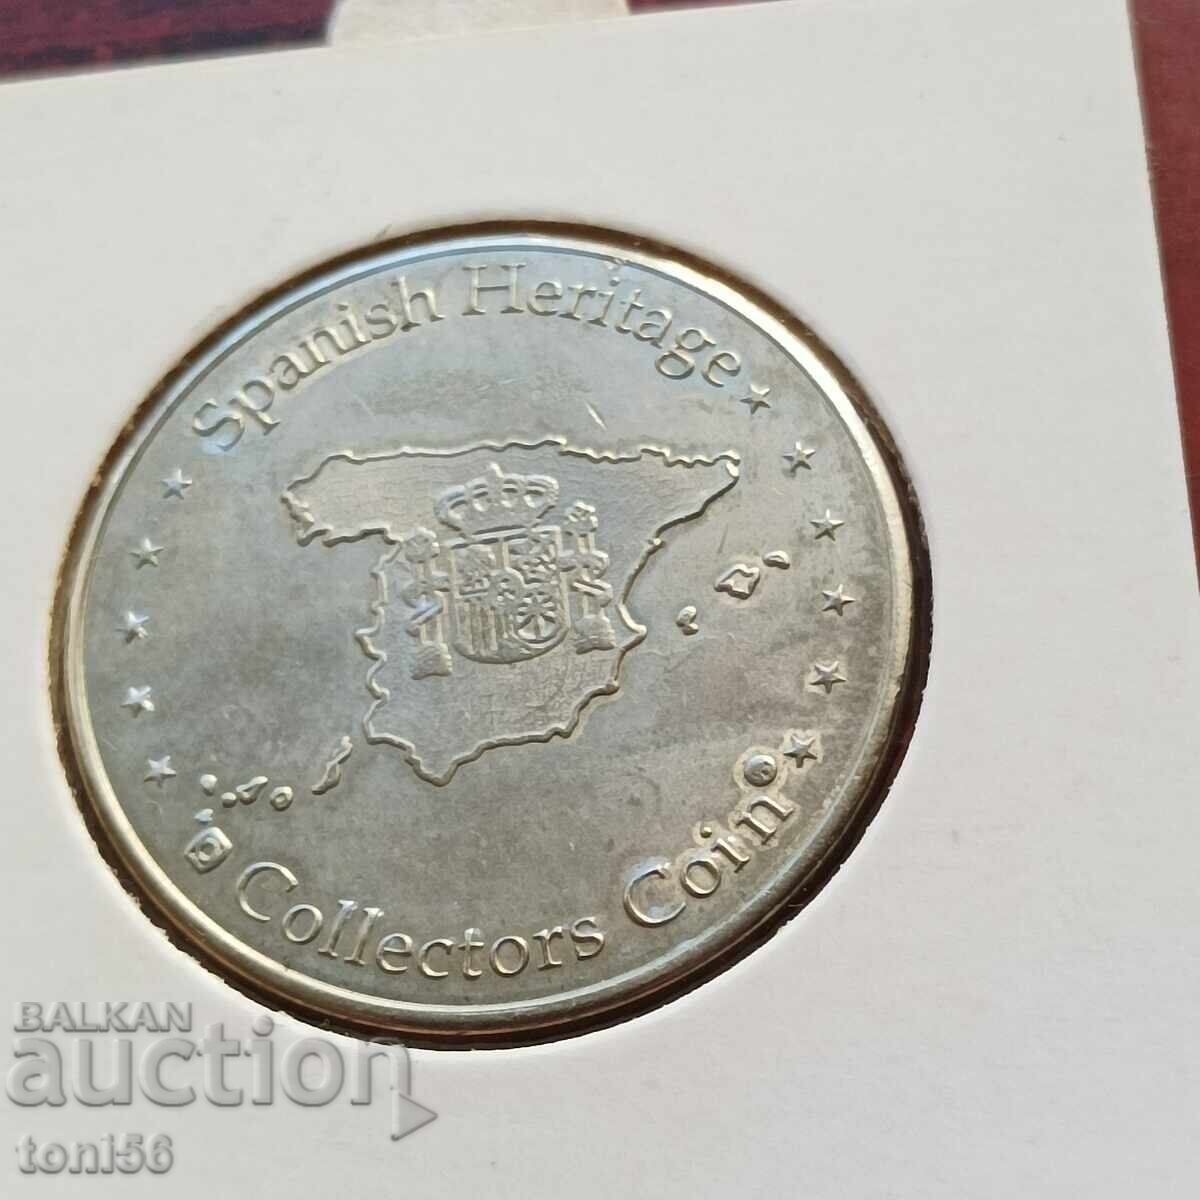 Spanish Heritage
Collectors Coin
BALKAN
auction
toni56